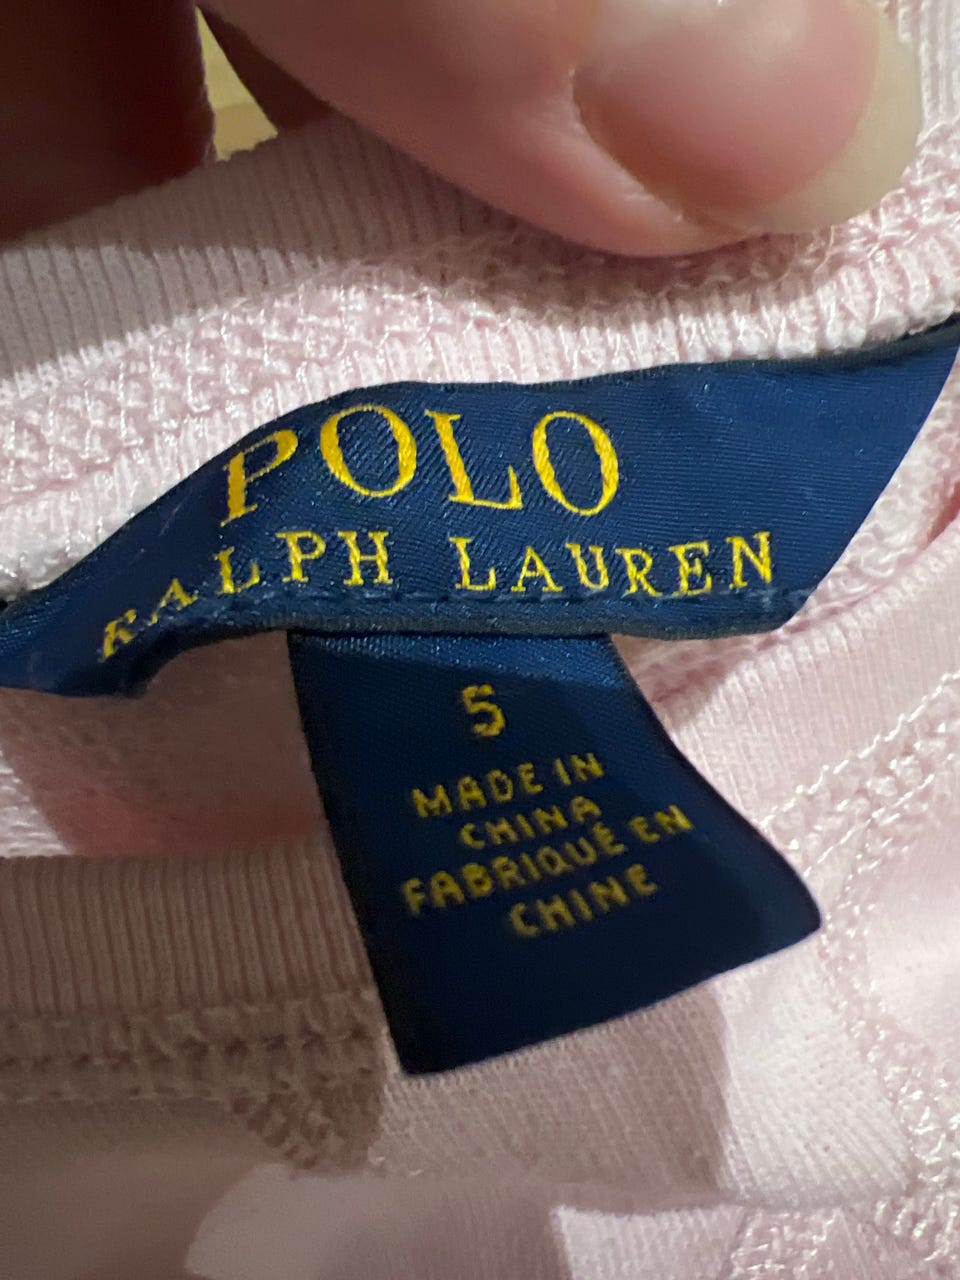 POLO
RALPH LAUREN
5
MADE IN
CHINA
FABRIQUÉ EN
CHINE